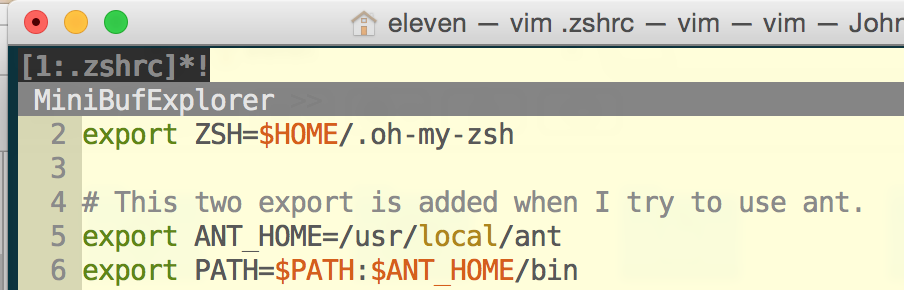 eleven — vim .zshrc — vim — vim — John
[1:.zshrc]*!
MiniBufExplorer
2 export ZSH=$HOME/.oh-my-zsh
3
4 # This two export is added when I try to use ant.
5 export ANT_HOME=/usr/local/ant
6 export PATH=$PATH:$ANT_HOME/bin